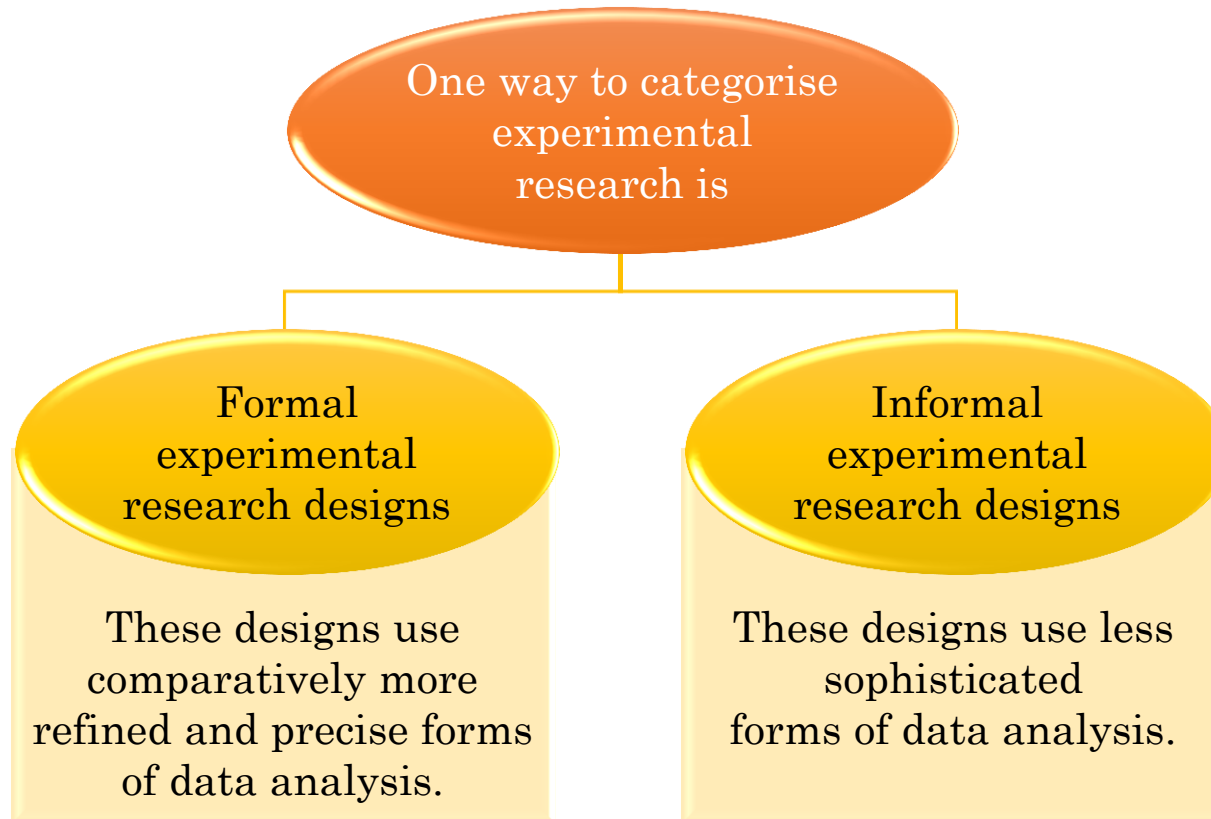 One way to categorise
experimental
research is
Formal
experimental
research designs
These designs use
comparatively more
refined and precise forms
of data analysis.
Informal
experimental
research designs
These designs use less
sophisticated
forms of data analysis.